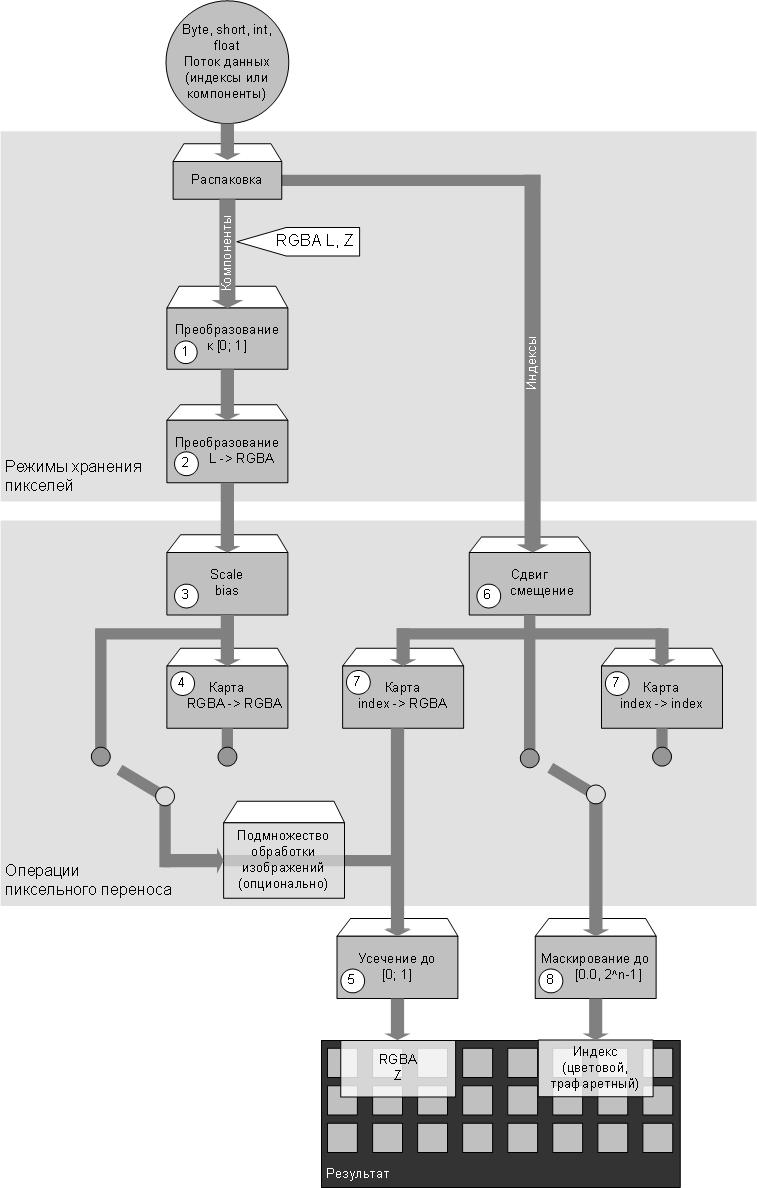 Byte, short, int,
float
Поток данных
(индексы или
компоненты)
Распаковка
Компоненты
RGBA L, Z
Индексы
Преобразование
к [0; 1]
1
Преобразование
L -> RGBA
2
Режимы хранения
пикселей
Scale
bias
3
Сдвиг
смещение
6
Карта
RGBA -> RGBA
4
Карта
index -> RGBA
7
Карта
index -> index
7
Подмножество
обработки
изображений
(опционально)
Операции
пиксельного переноса
Усечение до
[0; 1]
5
Маскирование до
[0.0, 2^n-1]
8
RGBA
Z
Индекс
(цветовой,
трафаретный)
Результат